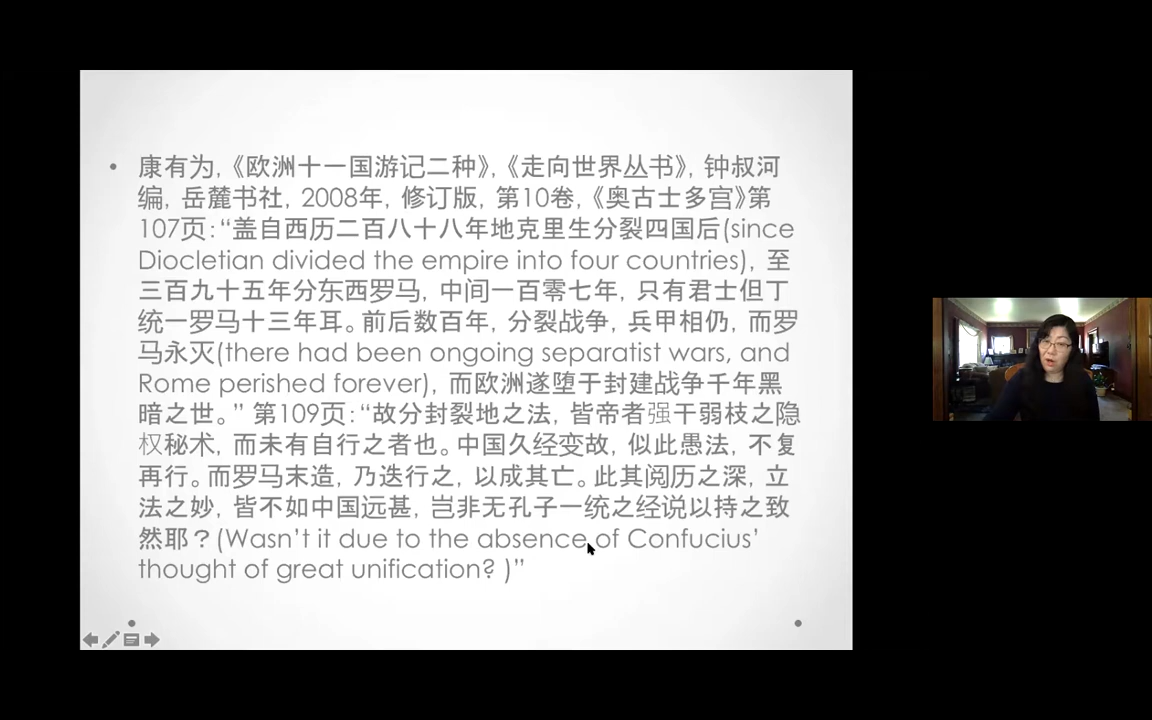 • 康有为，《欧洲十一国游记二种》，《走向世界丛书》，钟叔河
编，岳麓书社，2008年，修订版，第10卷，《奥古士多宫》第
107页：“盖自西历二百八十八年地克里生分裂四国后(since
Diocletian divided the empire into four countries)，至
三百九十五年分东西罗马，中间一百零七年，只有君士但丁
统一罗马十三年耳。前后数百年，分裂战争，兵甲相仍，而罗
马永灭(there had been ongoing separatist wars, and
Rome perished forever)，而欧洲遂堕于封建战争千年黑
暗之世。” 第109页：“故分封裂地之法，皆帝者强干弱枝之隐
权秘术，而未有自行之者也。中国久经变故，似此愚法，不复
再行。而罗马末造，乃迭行之，以成其亡。此其阅历之深，立
法之妙，皆不如中国远甚，岂非无孔子一统之经说以持之致
然耶？(Wasn’t it due to the absence of Confucius’
thought of great unification? )”